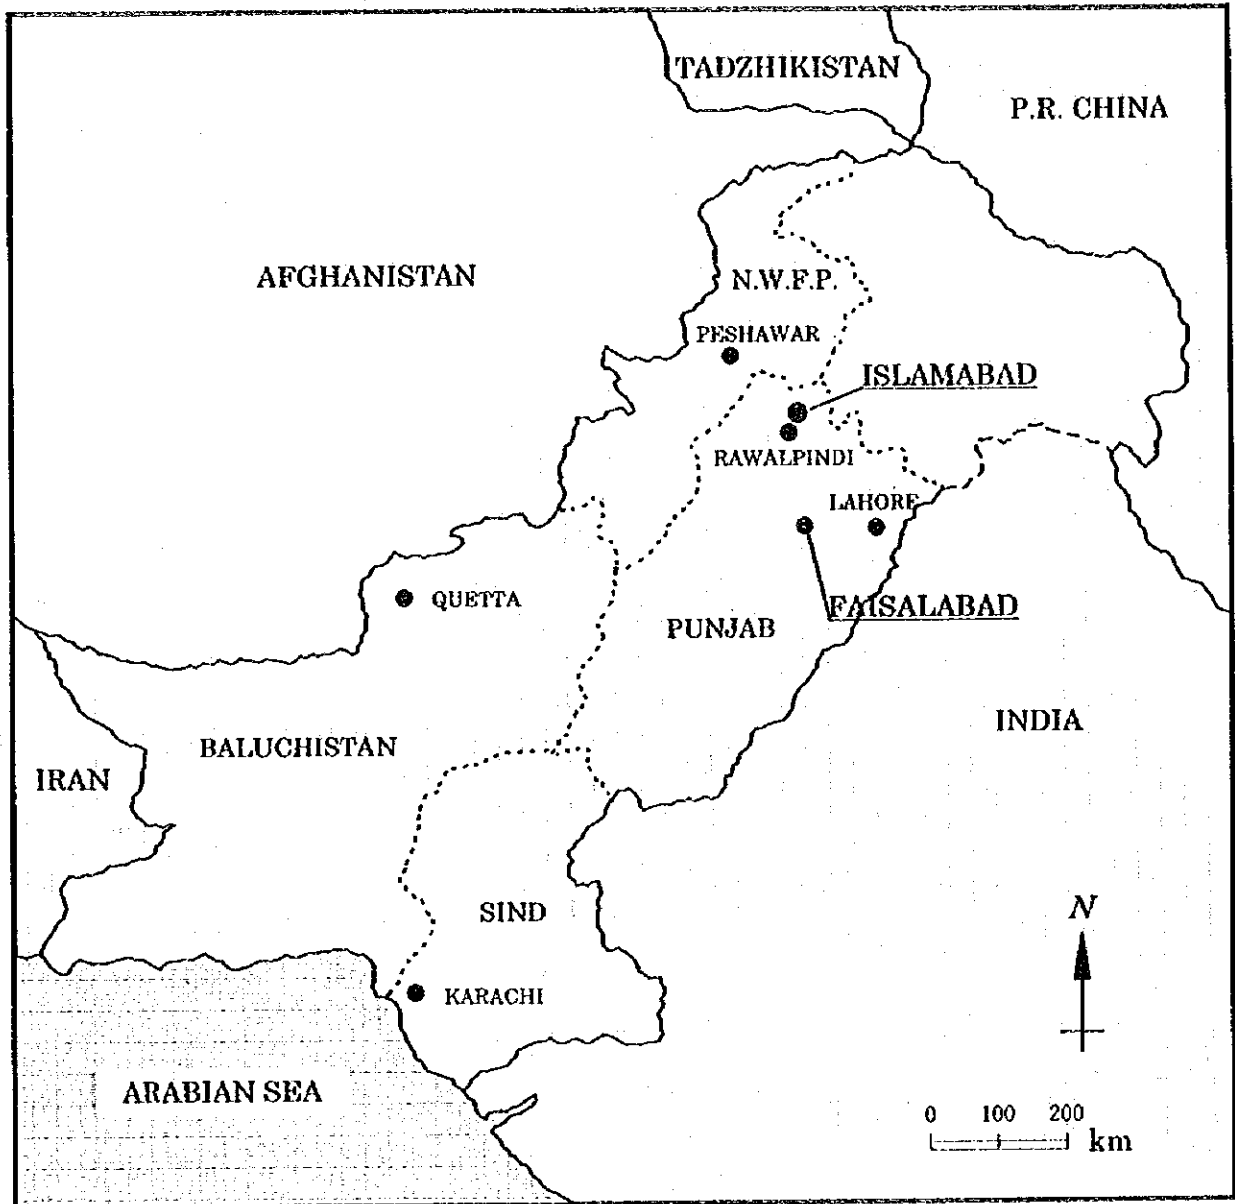 TADZHIKISTAN
P.R. CHINA
AFGHANISTAN
N.W.F.P.
PESHAWAR
ISLAMABAD
RAWALPINDI
LAHORE
QUETTA
FAISALABAD
PUNJAB
INDIA
BALUCHISTAN
IRAN
SIND
N
KARACHI
ARABIAN SEA
0 100 200
km